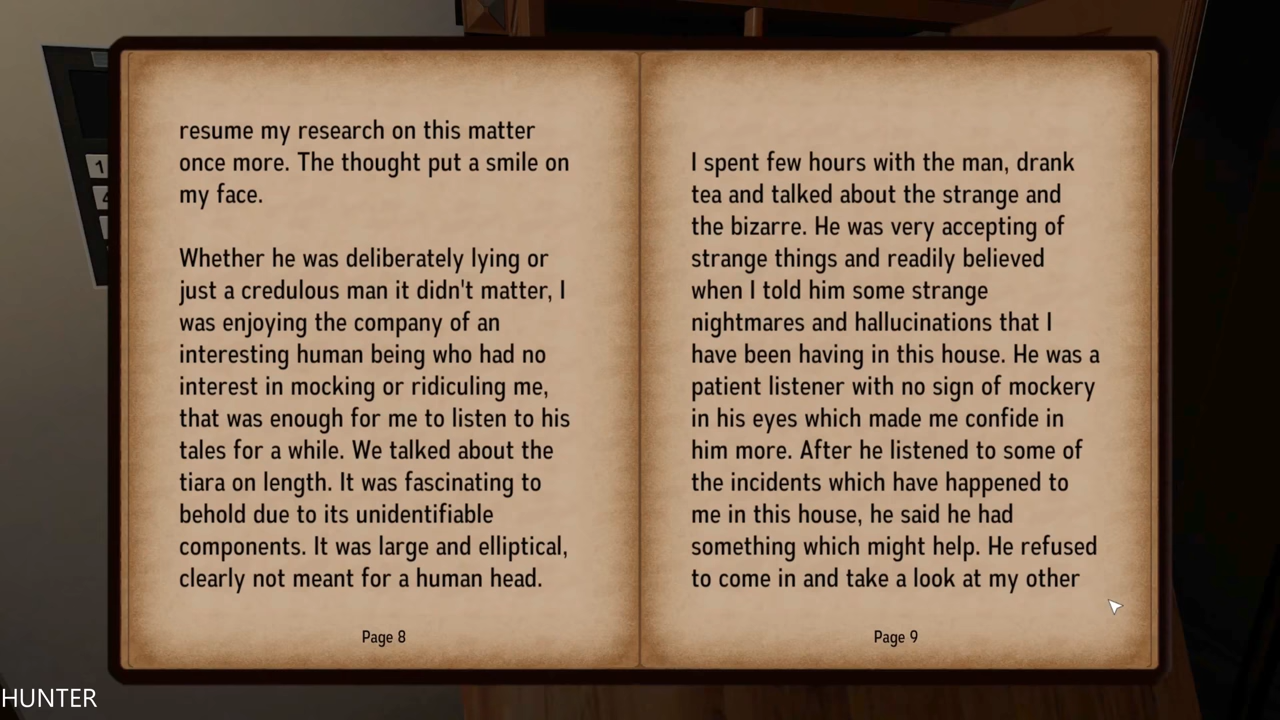 resume my research on this matter
once more. The thought put a smile on
my face.
Whether he was deliberately lying or
just a credulous man it didn't matter, I
was enjoying the company of an
interesting human being who had no
interest in mocking or ridiculing me,
that was enough for me to listen to his
tales for a while. We talked about the
tiara on length. It was fascinating to
behold due to its unidentifiable
components. It was large and elliptical,
clearly not meant for a human head.
Page 8
I spent few hours with the man, drank
tea and talked about the strange and
the bizarre. He was very accepting of
strange things and readily believed
when I told him some strange
nightmares and hallucinations that I
have been having in this house. He was a
patient listener with no sign of mockery
in his eyes which made me confide in
him more. After he listened to some of
the incidents which have happened to
me in this house, he said he had
something which might help. He refused
to come in and take a look at my other
Page 9
1
4
HUNTER